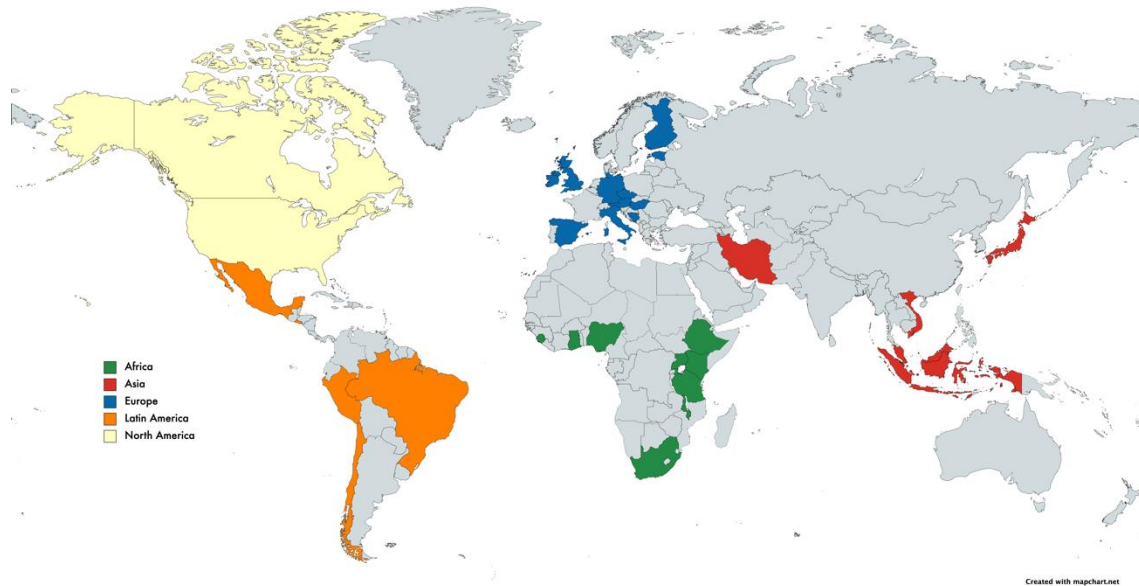 Africa
Asia
Europe
Latin America
North America
Created with mapchart.net